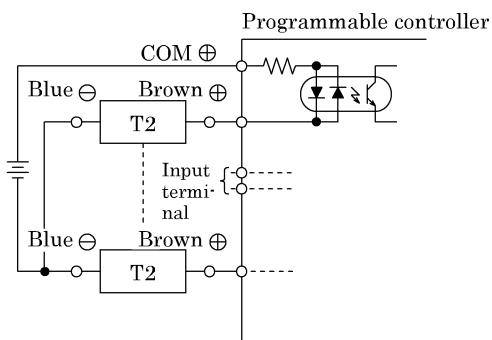 Programmable controller
COM ⊕
Blue ⊖ Brown ⊕
T2
Input
termi-
nal
Blue ⊖ Brown ⊕
T2